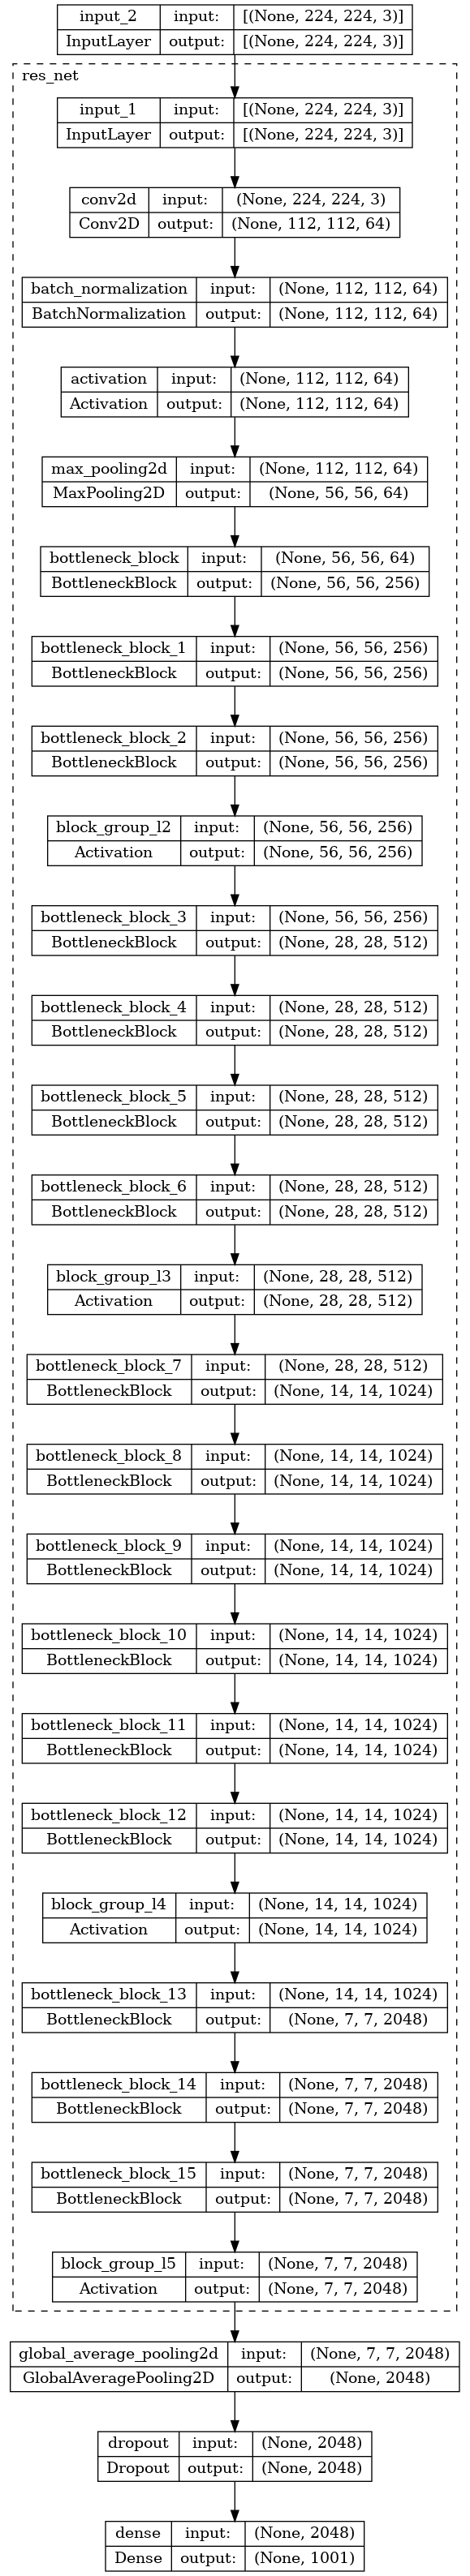 input_2 input: [(None, 224, 224, 3)]
InputLayer output: [(None, 224, 224, 3)]
res_net
input_1 input: [(None, 224, 224, 3)]
InputLayer output: [(None, 224, 224, 3)]
conv2d input: (None, 224, 224, 3)
Conv2D output: (None, 112, 112, 64)
batch_normalization input: (None, 112, 112, 64)
BatchNormalization output: (None, 112, 112, 64)
activation input: (None, 112, 112, 64)
Activation output: (None, 112, 112, 64)
max_pooling2d input: (None, 112, 112, 64)
MaxPooling2D output: (None, 56, 56, 64)
bottleneck_block input: (None, 56, 56, 64)
BottleneckBlock output: (None, 56, 56, 256)
bottleneck_block_1 input: (None, 56, 56, 256)
BottleneckBlock output: (None, 56, 56, 256)
bottleneck_block_2 input: (None, 56, 56, 256)
BottleneckBlock output: (None, 56, 56, 256)
block_group_l2 input: (None, 56, 56, 256)
Activation output: (None, 56, 56, 256)
bottleneck_block_3 input: (None, 56, 56, 256)
BottleneckBlock output: (None, 28, 28, 512)
bottleneck_block_4 input: (None, 28, 28, 512)
BottleneckBlock output: (None, 28, 28, 512)
bottleneck_block_5 input: (None, 28, 28, 512)
BottleneckBlock output: (None, 28, 28, 512)
bottleneck_block_6 input: (None, 28, 28, 512)
BottleneckBlock output: (None, 28, 28, 512)
block_group_l3 input: (None, 28, 28, 512)
Activation output: (None, 28, 28, 512)
bottleneck_block_7 input: (None, 28, 28, 512)
BottleneckBlock output: (None, 14, 14, 1024)
bottleneck_block_8 input: (None, 14, 14, 1024)
BottleneckBlock output: (None, 14, 14, 1024)
bottleneck_block_9 input: (None, 14, 14, 1024)
BottleneckBlock output: (None, 14, 14, 1024)
bottleneck_block_10 input: (None, 14, 14, 1024)
BottleneckBlock output: (None, 14, 14, 1024)
bottleneck_block_11 input: (None, 14, 14, 1024)
BottleneckBlock output: (None, 14, 14, 1024)
bottleneck_block_12 input: (None, 14, 14, 1024)
BottleneckBlock output: (None, 14, 14, 1024)
block_group_l4 input: (None, 14, 14, 1024)
Activation output: (None, 14, 14, 1024)
bottleneck_block_13 input: (None, 14, 14, 1024)
BottleneckBlock output: (None, 7, 7, 2048)
bottleneck_block_14 input: (None, 7, 7, 2048)
BottleneckBlock output: (None, 7, 7, 2048)
bottleneck_block_15 input: (None, 7, 7, 2048)
BottleneckBlock output: (None, 7, 7, 2048)
block_group_l5 input: (None, 7, 7, 2048)
Activation output: (None, 7, 7, 2048)
global_average_pooling2d input: (None, 7, 7, 2048)
GlobalAveragePooling2D output: (None, 2048)
dropout input: (None, 2048)
Dropout output: (None, 2048)
dense input: (None, 2048)
Dense output: (None, 1001)